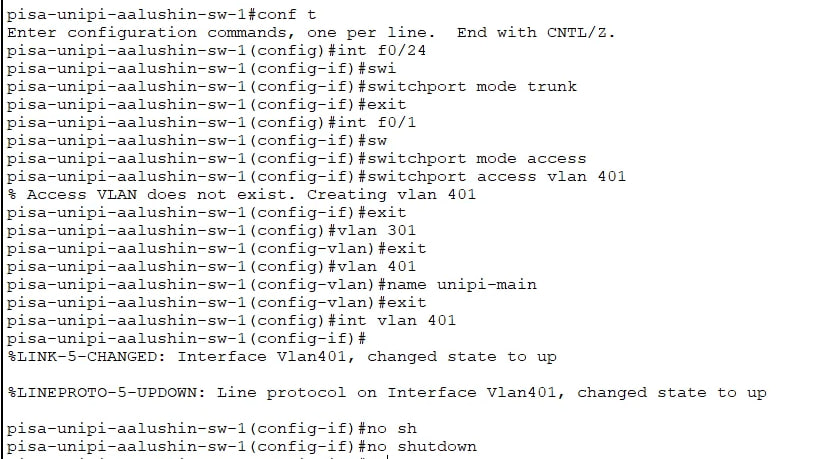 pisa-unipi-aalushin-sw-1#conf t
Enter configuration commands, one per line.  End with CNTL/Z.
pisa-unipi-aalushin-sw-1(config)#int f0/24
pisa-unipi-aalushin-sw-1(config-if)#swi
pisa-unipi-aalushin-sw-1(config-if)#switchport mode trunk
pisa-unipi-aalushin-sw-1(config-if)#exit
pisa-unipi-aalushin-sw-1(config)#int f0/1
pisa-unipi-aalushin-sw-1(config-if)#sw
pisa-unipi-aalushin-sw-1(config-if)#switchport mode access
pisa-unipi-aalushin-sw-1(config-if)#switchport access vlan 401
% Access VLAN does not exist. Creating vlan 401
pisa-unipi-aalushin-sw-1(config-if)#exit
pisa-unipi-aalushin-sw-1(config)#vlan 301
pisa-unipi-aalushin-sw-1(config-vlan)#exit
pisa-unipi-aalushin-sw-1(config)#vlan 401
pisa-unipi-aalushin-sw-1(config-vlan)#name unipi-main
pisa-unipi-aalushin-sw-1(config-vlan)#exit
pisa-unipi-aalushin-sw-1(config)#int vlan 401
pisa-unipi-aalushin-sw-1(config-if)#
%LINK-5-CHANGED: Interface Vlan401, changed state to up
%LINEPROTO-5-UPDOWN: Line protocol on Interface Vlan401, changed state to up
pisa-unipi-aalushin-sw-1(config-if)#no sh
pisa-unipi-aalushin-sw-1(config-if)#no shutdown